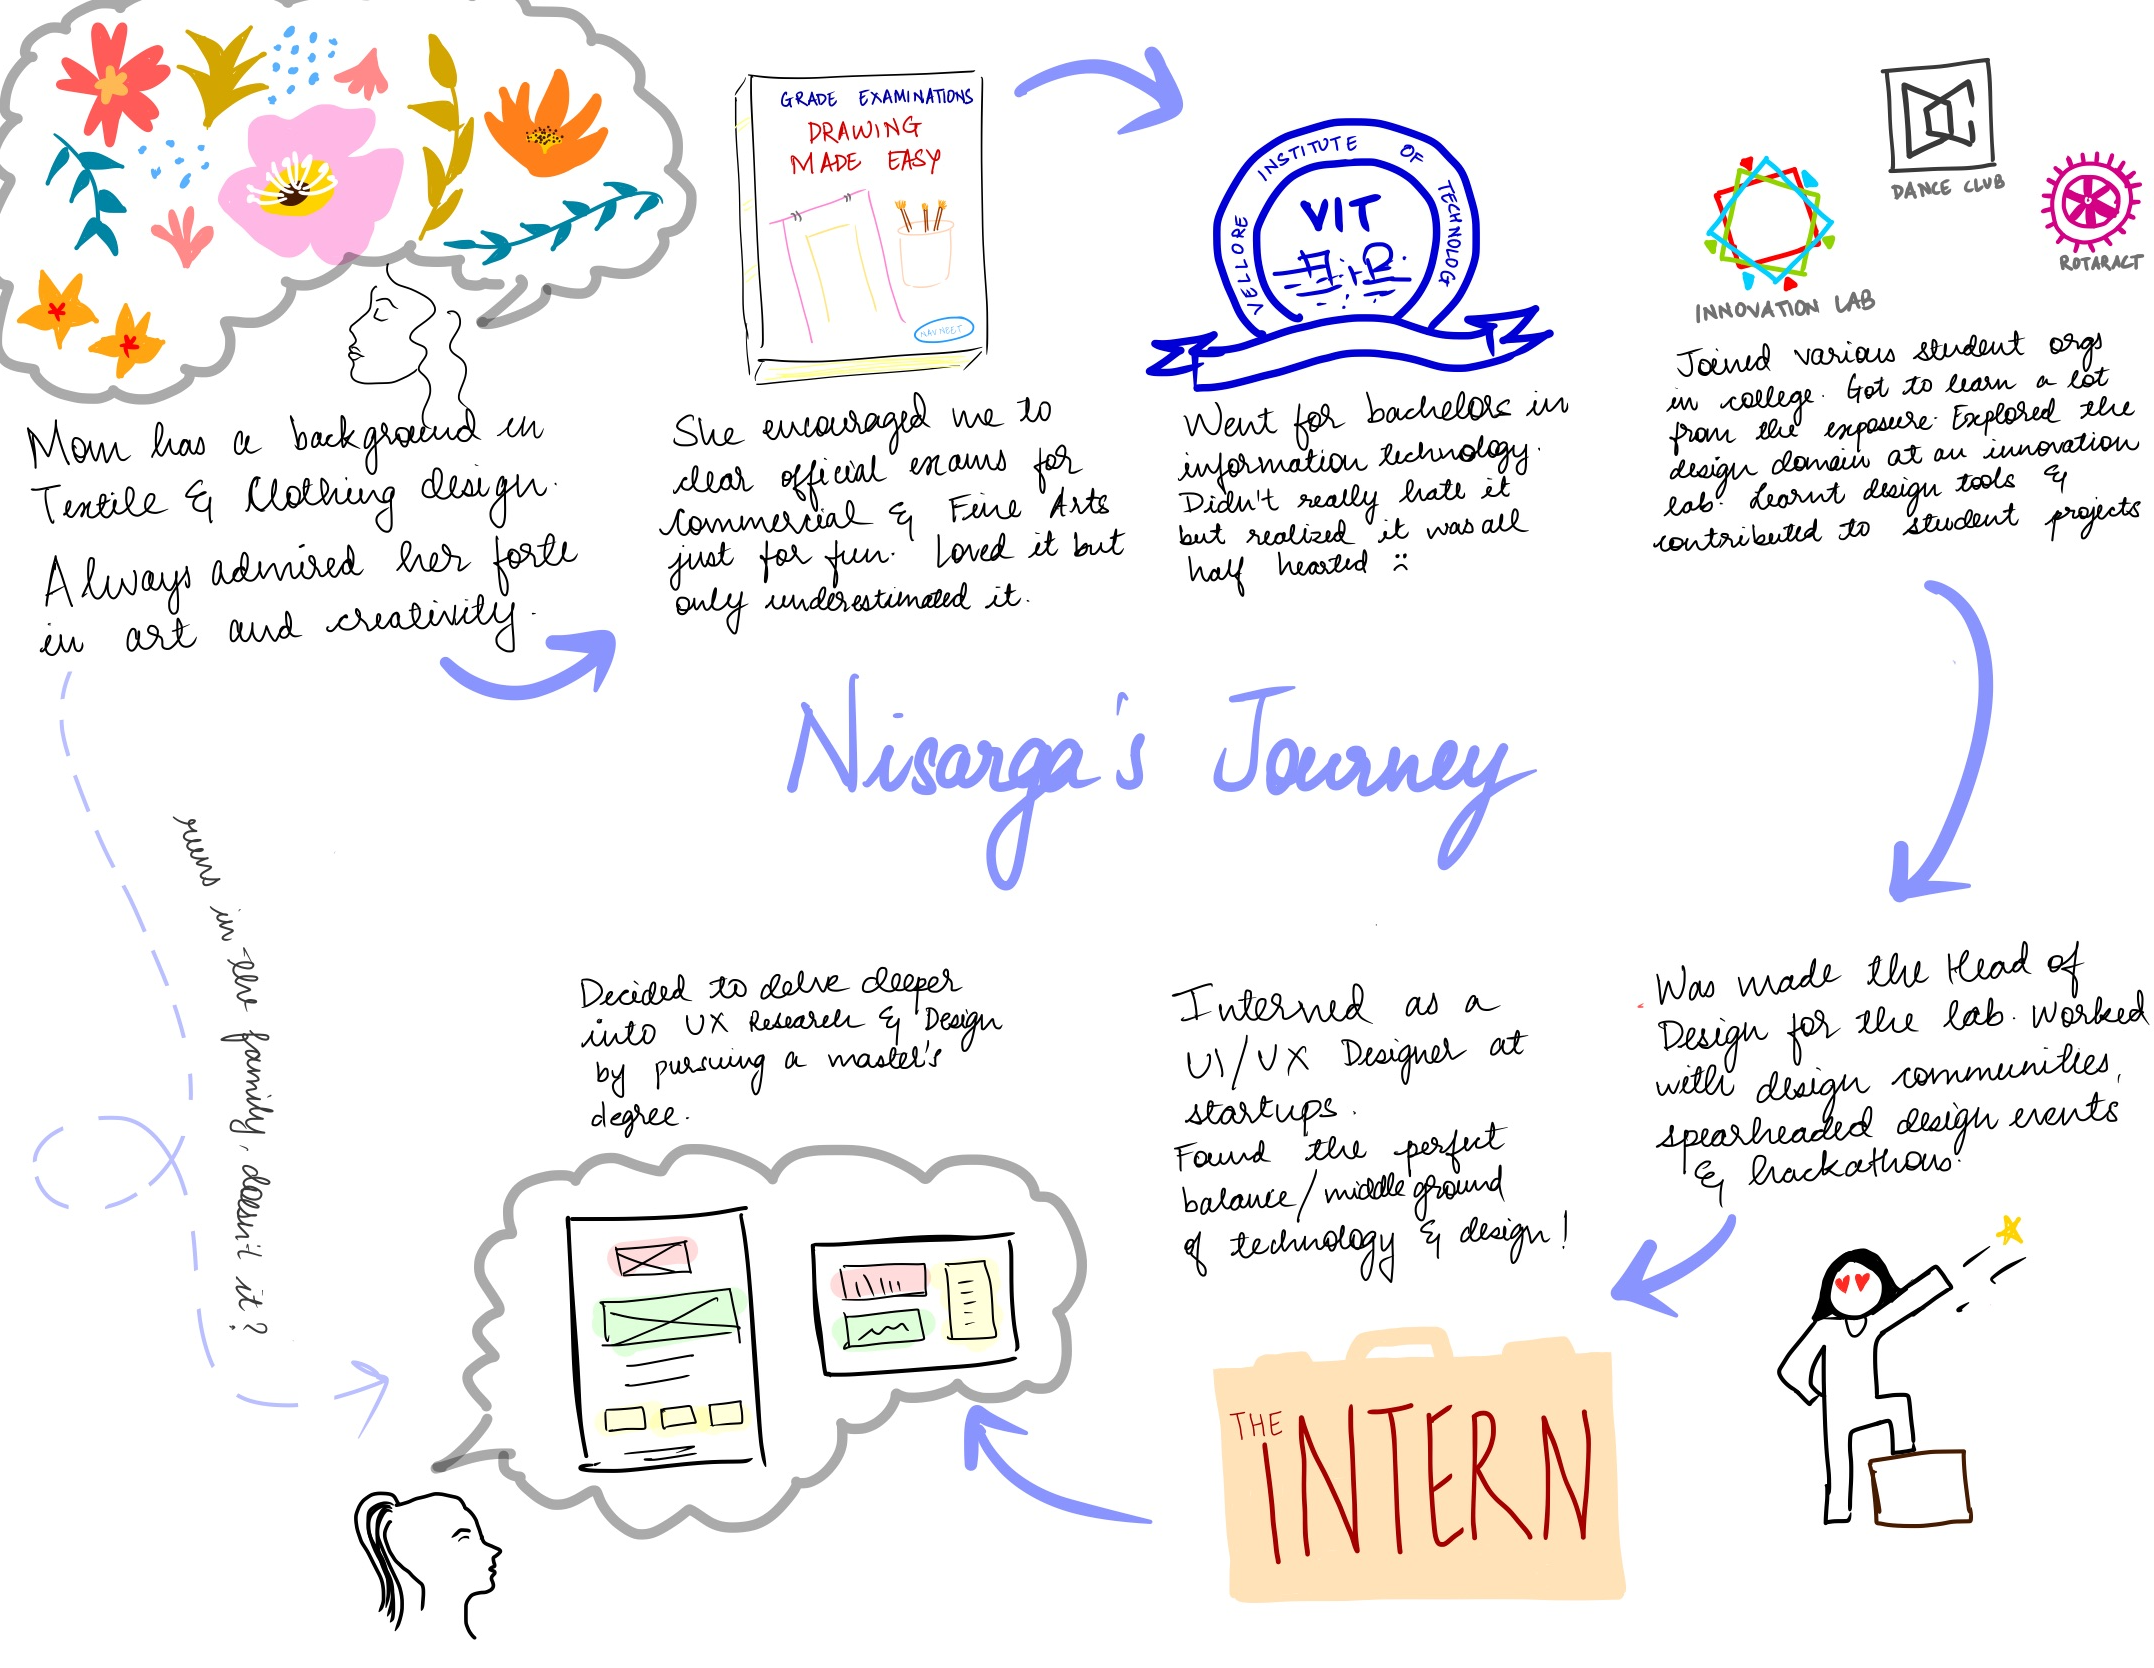 Mom has a background in
Textile & Clothing design.
Always admired her forte
in art and creativity.
GRADE EXAMINATIONS
DRAWING
MADE EASY
NAVNEET
She encouraged me to
clear official exams for
Commercial & Fine Arts
just for fun. Loved it but
only underestimated it.
VELLORE INSTITUTE OF TECHNOLOGY
VIT
Went for bachelors in
information technology.
Didn't really hate it
but realized it was all
half hearted :(
DC
DANCE CLUB
INNOVATION LAB
ROTARACT
Joined various student orgs
in college. Got to learn a lot
from the exposure. Explored the
design domain at an innovation
lab. Learnt design tools &
contributed to student projects
Nisarga's Journey
runs in the family, doesn't it?
Was made the Head of
Design for the lab. Worked
with design communities,
spearheaded design events
& hackathons.
Interned as a
UI/UX Designer at
startups.
Found the perfect
balance/middle ground
of technology & design!
THE
INTERN
Decided to delve deeper
into UX Research & Design
by pursuing a master's
degree.